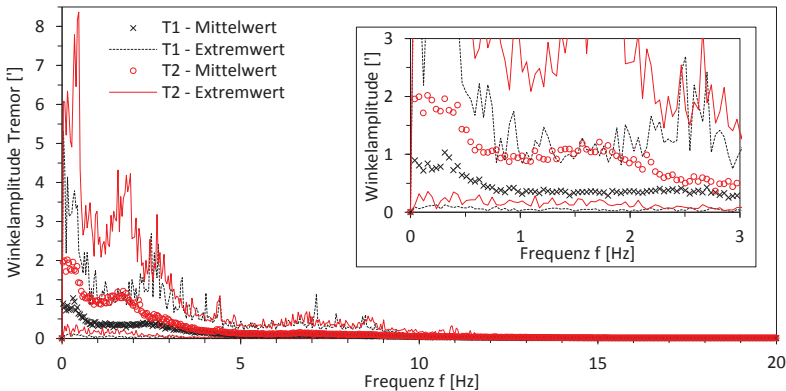 Winkelamplitude Tremor [']
8
7
6
5
4
3
2
1
0
T1 - Mittelwert
T1 - Extremwert
T2 - Mittelwert
T2 - Extremwert
Winkelamplitude [']
3
2
1
0
0 1 2 3
Frequenz f [Hz]
0 5 10 15 20
Frequenz f [Hz]